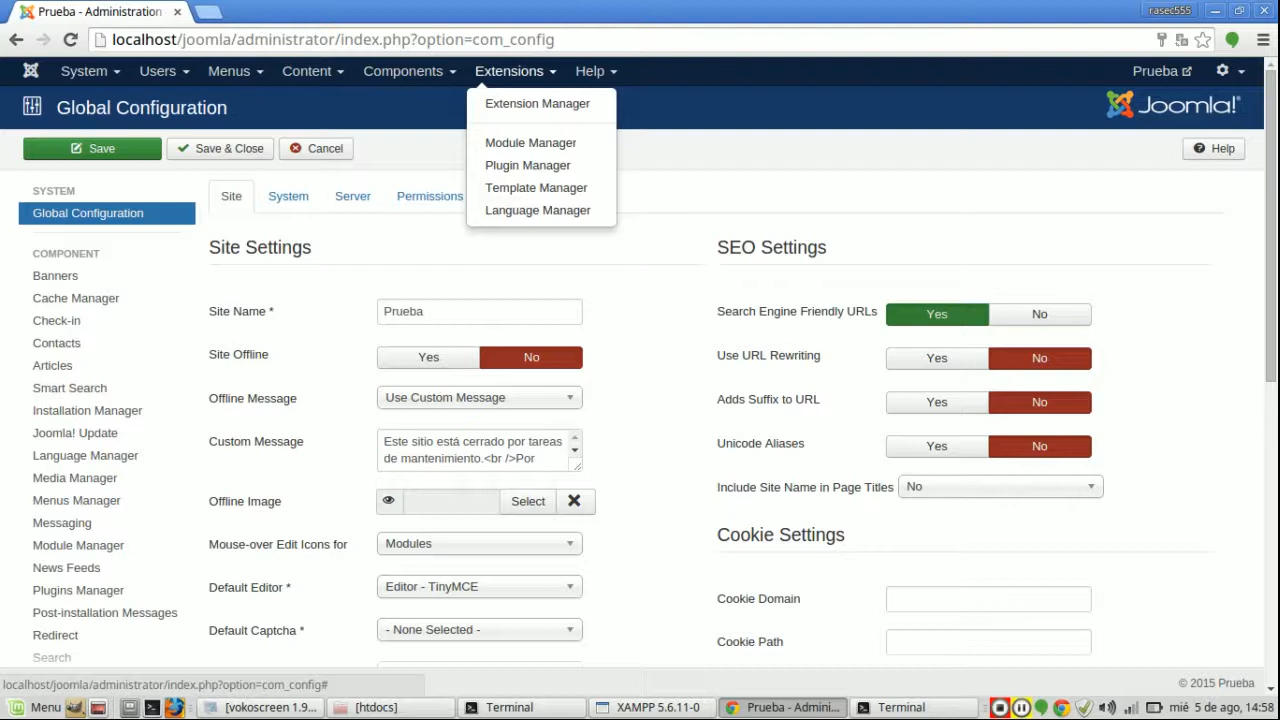 Prueba - Administration
rasec555
localhost/joomla/administrator/index.php?option=com_config
System Users Menus Content Components Extensions Help Prueba
Global Configuration
Joomla!®
Extension Manager
Module Manager
Plugin Manager
Template Manager
Language Manager
Save Save & Close Cancel Help
SYSTEM
Global Configuration
COMPONENT
Banners
Cache Manager
Check-in
Contacts
Articles
Smart Search
Installation Manager
Joomla! Update
Language Manager
Media Manager
Menus Manager
Messaging
Module Manager
News Feeds
Plugins Manager
Post-installation Messages
Redirect
Search
Site System Server Permissions
Site Settings
Site Name * Prueba
Site Offline Yes No
Offline Message Use Custom Message
Custom Message Este sitio está cerrado por tareas
de mantenimiento.<br />Por
Offline Image Select
Mouse-over Edit Icons for Modules
Default Editor * Editor - TinyMCE
Default Captcha * - None Selected -
SEO Settings
Search Engine Friendly URLs Yes No
Use URL Rewriting Yes No
Adds Suffix to URL Yes No
Unicode Aliases Yes No
Include Site Name in Page Titles No
Cookie Settings
Cookie Domain
Cookie Path
localhost/joomla/administrator/index.php?option=com_config#
© 2015 Prueba
Menu [vokoscreen 1.9... [htdocs] Terminal XAMPP 5.6.11-0 Prueba - Admini... Terminal mié 5 de ago, 14:58